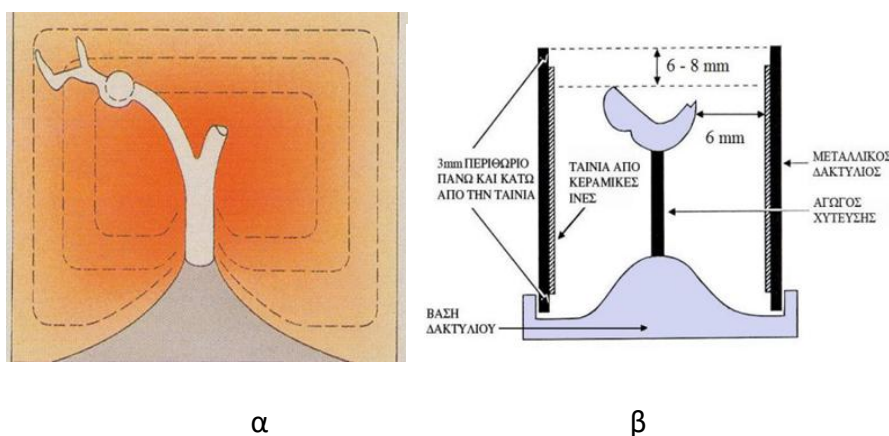 6 - 8 mm
6 mm
3mm ΠΕΡΙΘΩΡΙΟ
ΠΑΝΩ ΚΑΙ ΚΑΤΩ
ΑΠΟ ΤΗΝ ΤΑΙΝΙΑ
ΤΑΙΝΙΑ ΑΠΟ
ΚΕΡΑΜΙΚΕΣ
ΙΝΕΣ
ΜΕΤΑΛΛΙΚΟΣ
ΔΑΚΤΥΛΙΟΣ
ΑΓΩΓΟΣ
ΧΥΤΕΥΣΗΣ
ΒΑΣΗ
ΔΑΚΤΥΛΙΟΥ
α
β